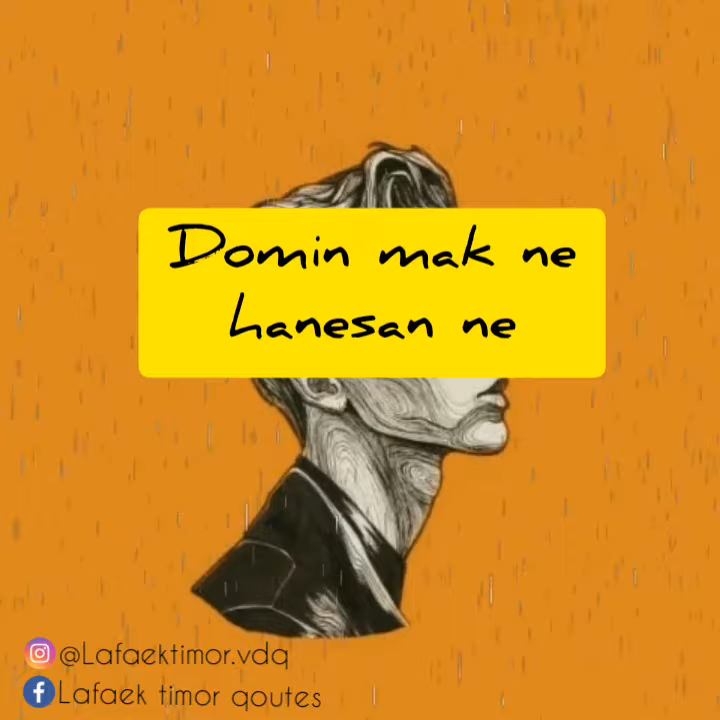 Domin mak ne
hanesan ne
@Lafaektimor.vdq
Lafaek timor qoutes